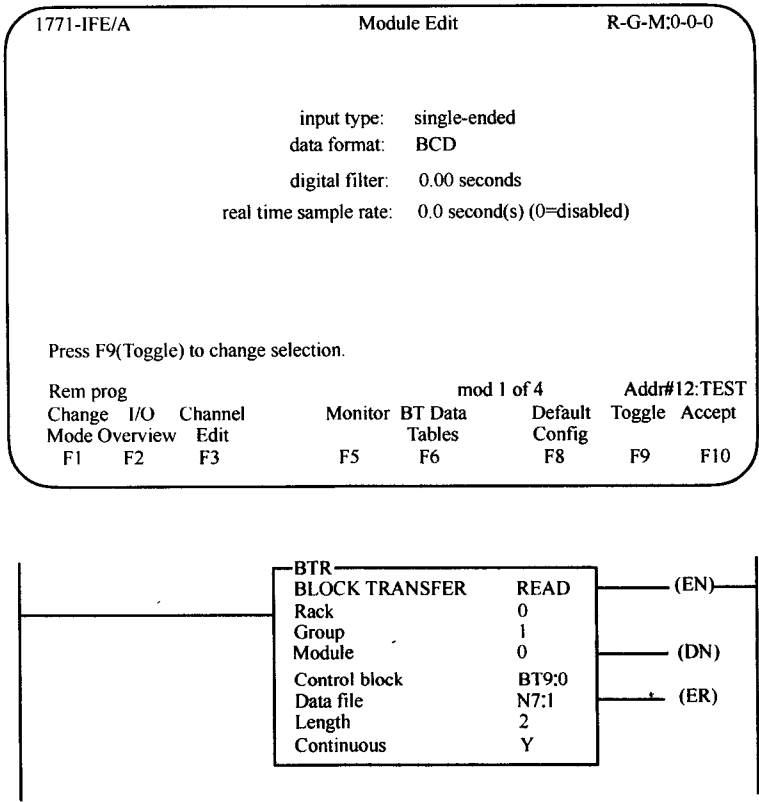 1771-IFE/A Module Edit R-G-M:0-0-0
input type: single-ended
data format: BCD
digital filter: 0.00 seconds
real time sample rate: 0.0 second(s) (0=disabled)
Press F9(Toggle) to change selection.
Rem prog mod 1 of 4 Addr#12:TEST
Change I/O Channel Monitor BT Data Default Toggle Accept
Mode Overview Edit Tables Config
F1 F2 F3 F5 F6 F8 F9 F10
BTR
BLOCK TRANSFER READ (EN)
Rack 0
Group 1
Module 0 (DN)
Control block BT9:0
Data file N7:1 (ER)
Length 2
Continuous Y